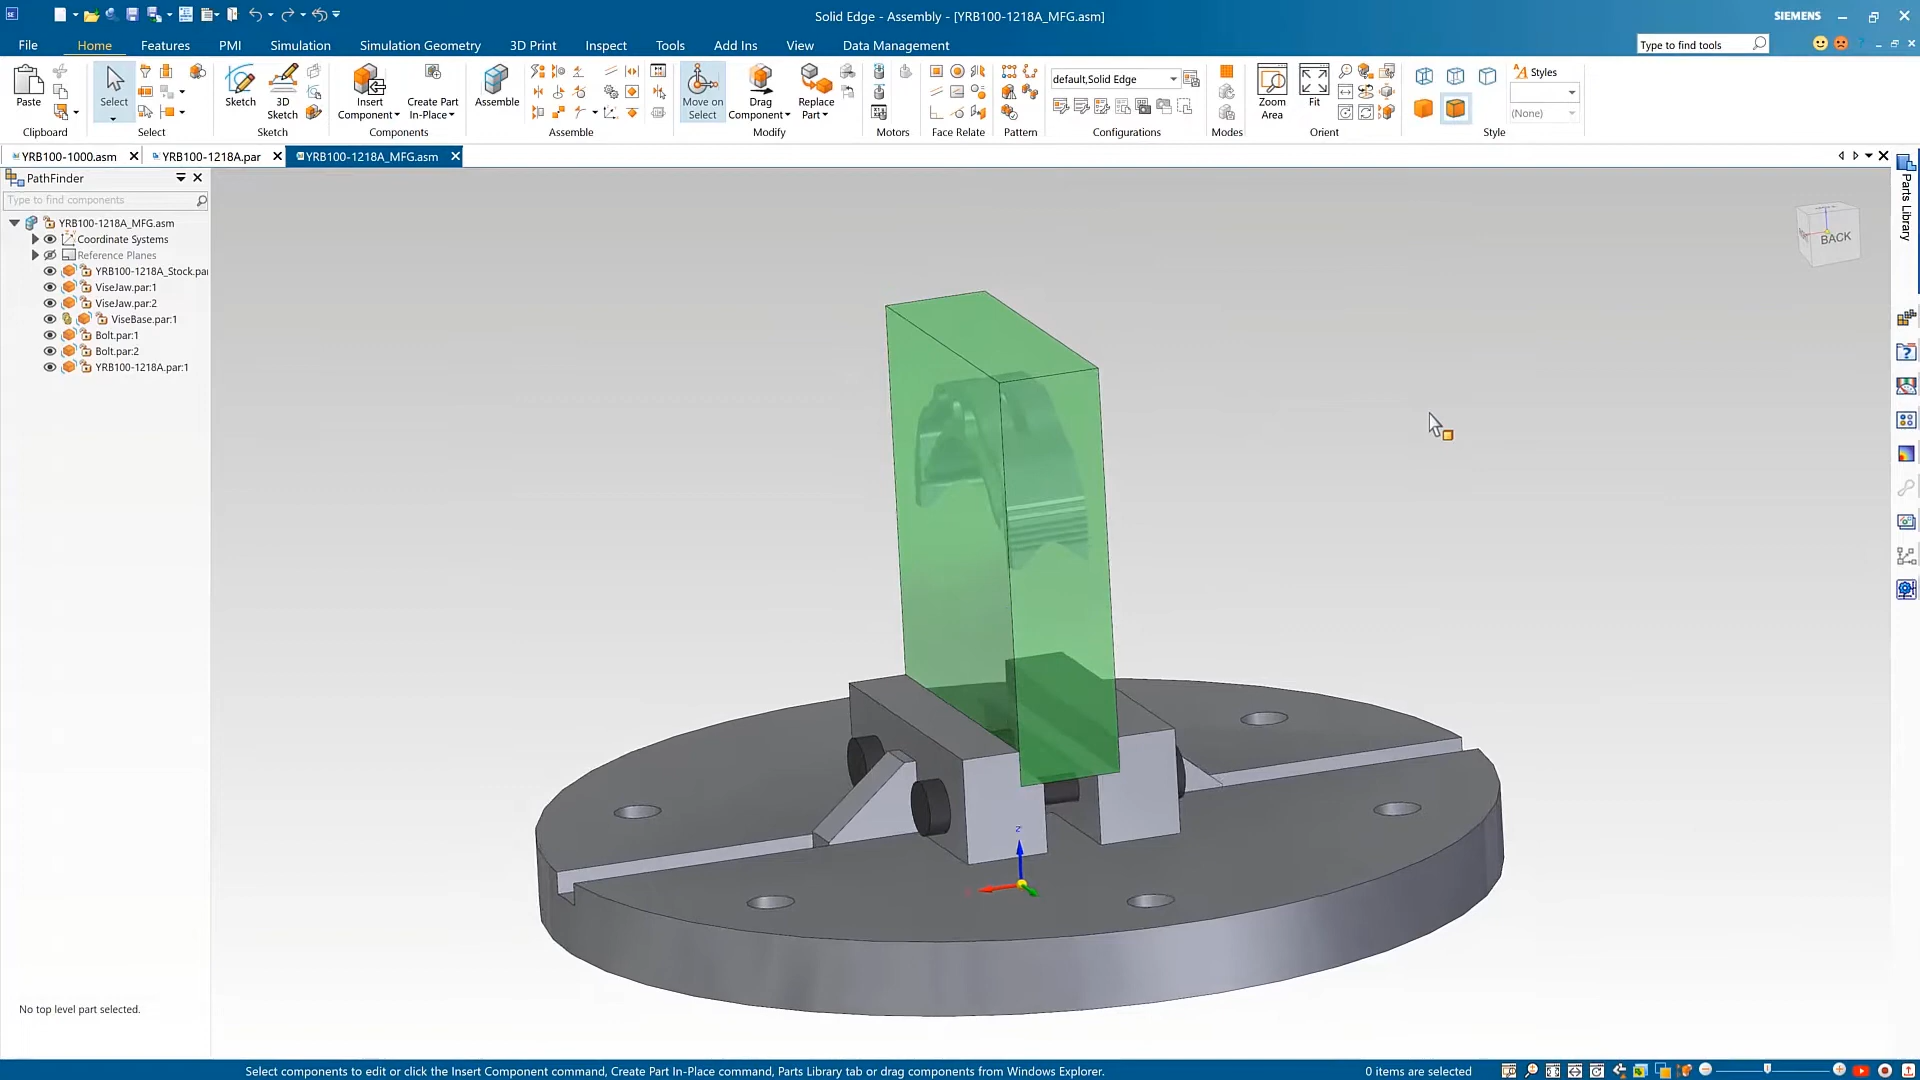 Solid Edge - Assembly - [YRB100-1218A_MFG.asm]
SIEMENS
File
Home
Features
PMI
Simulation
Simulation Geometry
3D Print
Inspect
Tools
Add Ins
View
Data Management
Type to find tools
Paste
Clipboard
Select
Select
Sketch
3D Sketch
Sketch
Insert Component
Create Part In-Place
Components
Assembly
Assemble
Move on Select
Drag Component
Replace Part
Modify
Motors
Face Relate
Pattern
default,Solid Edge
Configurations
Modes
Zoom Area
Fit
Orient
Styles
(None)
Style
YRB100-1000.asm
YRB100-1218A.par
YRB100-1218A_MFG.asm
PathFinder
Type to find components
YRB100-1218A_MFG.asm
Coordinate Systems
Reference Planes
YRB100-1218A_Stock.par
ViseJaw.par:1
ViseJaw.par:2
ViseBase.par:1
Bolt.par:1
Bolt.par:2
YRB100-1218A.par:1
BACK
Parts Library
z
No top level part selected.
Select components to edit or click the Insert Component command, Create Part In-Place command, Parts Library tab or drag components from Windows Explorer.
0 items are selected